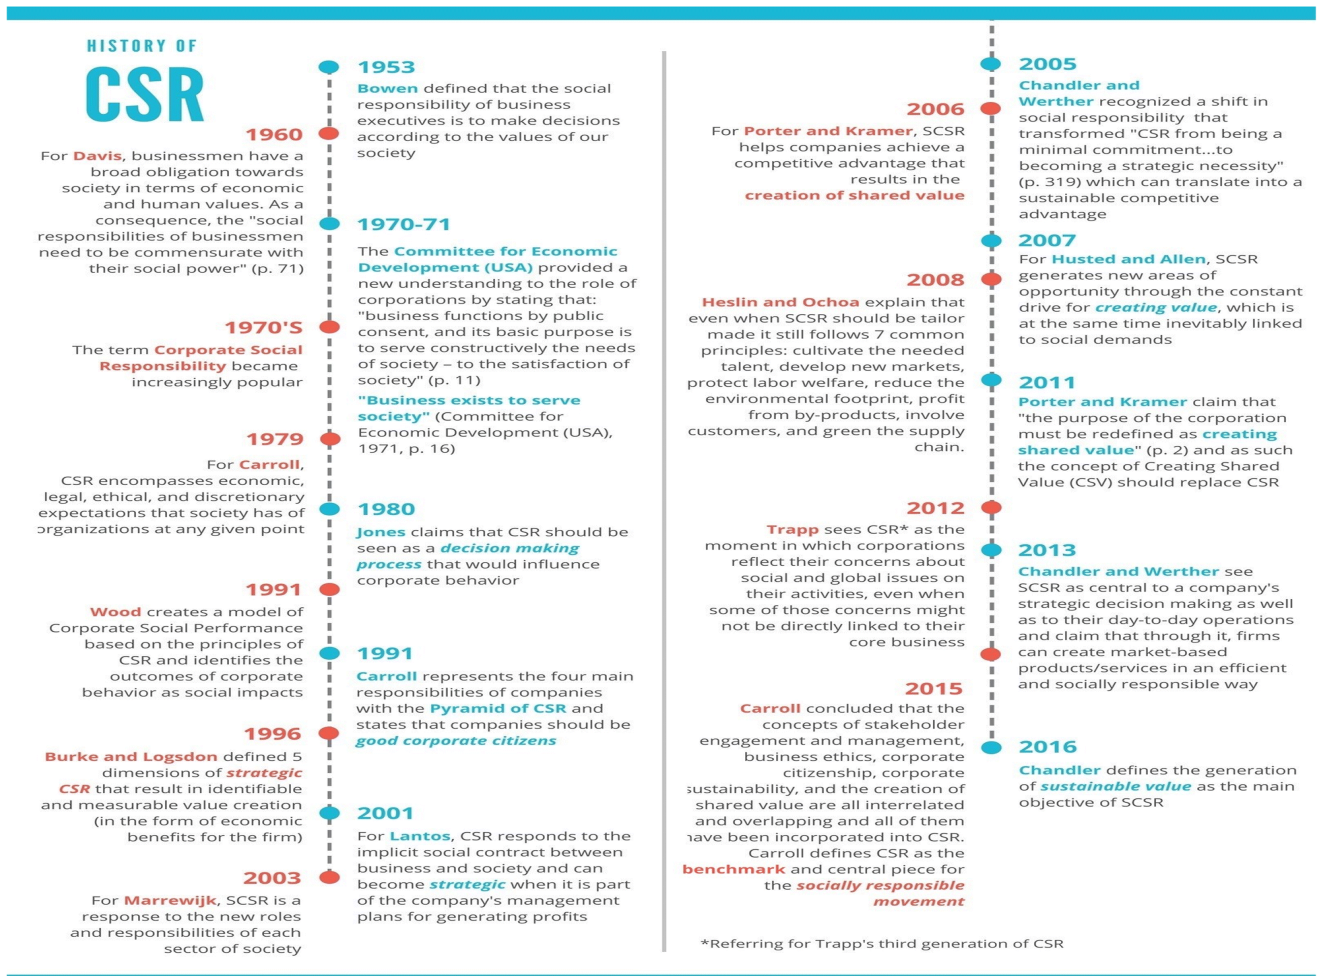 HISTORY OF
CSR
1953
Bowen defined that the social
responsibility of business
executives is to make decisions
according to the values of our
society
1960
For Davis, businessmen have a
broad obligation towards
society in terms of economic
and human values. As a
consequence, the "social
responsibilities of businessmen
need to be commensurate with
their social power" (p. 71)
1970-71
The Committee for Economic
Development (USA) provided a
new understanding to the role of
corporations by stating that:
"business functions by public
consent, and its basic purpose is
to serve constructively the needs
of society – to the satisfaction of
society" (p. 11)
"Business exists to serve
society" (Committee for
Economic Development (USA),
1971, p. 16)
1970'S
The term Corporate Social
Responsibility became
increasingly popular
1979
For Carroll,
CSR encompasses economic,
legal, ethical, and discretionary
expectations that society has of
organizations at any given point
1980
Jones claims that CSR should be
seen as a decision making
process that would influence
corporate behavior
1991
Wood creates a model of
Corporate Social Performance
based on the principles of
CSR and identifies the
outcomes of corporate
behavior as social impacts
1991
Carroll represents the four main
responsibilities of companies
with the Pyramid of CSR and
states that companies should be
good corporate citizens
1996
Burke and Logsdon defined 5
dimensions of strategic
CSR that result in identifiable
and measurable value creation
(in the form of economic
benefits for the firm)
2001
For Lantos, CSR responds to the
implicit social contract between
business and society and can
become strategic when it is part
of the company's management
plans for generating profits
2003
For Marrewijk, SCSR is a
response to the new roles
and responsibilities of each
sector of society
2005
Chandler and
Werther recognized a shift in
social responsibility that
transformed "CSR from being a
minimal commitment...to
becoming a strategic necessity"
(p. 319) which can translate into a
sustainable competitive
advantage
2006
For Porter and Kramer, SCSR
helps companies achieve a
competitive advantage that
results in the
creation of shared value
2007
For Husted and Allen, SCSR
generates new areas of
opportunity through the constant
drive for creating value, which is
at the same time inevitably linked
to social demands
2008
Heslin and Ochoa explain that
even when SCSR should be tailor
made it still follows 7 common
principles: cultivate the needed
talent, develop new markets,
protect labor welfare, reduce the
environmental footprint, profit
from by-products, involve
customers, and green the supply
chain.
2011
Porter and Kramer claim that
"the purpose of the corporation
must be redefined as creating
shared value" (p. 2) and as such
the concept of Creating Shared
Value (CSV) should replace CSR
2012
Trapp sees CSR* as the
moment in which corporations
reflect their concerns about
social and global issues on
their activities, even when
some of those concerns might
not be directly linked to their
core business
2013
Chandler and Werther see
SCSR as central to a company's
strategic decision making as well
as to their day-to-day operations
and claim that through it, firms
can create market-based
products/services in an efficient
and socially responsible way
2015
Carroll concluded that the
concepts of stakeholder
engagement and management,
business ethics, corporate
citizenship, corporate
sustainability, and the creation of
shared value are all interrelated
and overlapping and all of them
have been incorporated into CSR.
Carroll defines CSR as the
benchmark and central piece for
the socially responsible
movement
2016
Chandler defines the generation
of sustainable value as the main
objective of SCSR
*Referring for Trapp's third generation of CSR